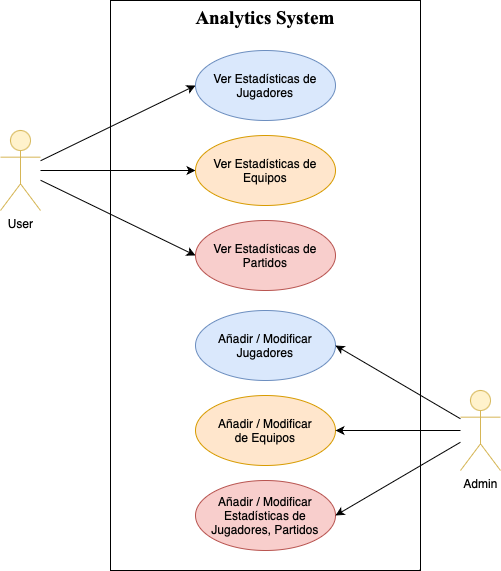 Analytics System
Ver Estadísticas de
Jugadores
Ver Estadísticas de
Equipos
User
Ver Estadísticas de
Partidos
Añadir / Modificar
Jugadores
Añadir / Modificar
de Equipos
Admin
Añadir / Modificar
Estadísticas de
Jugadores, Partidos